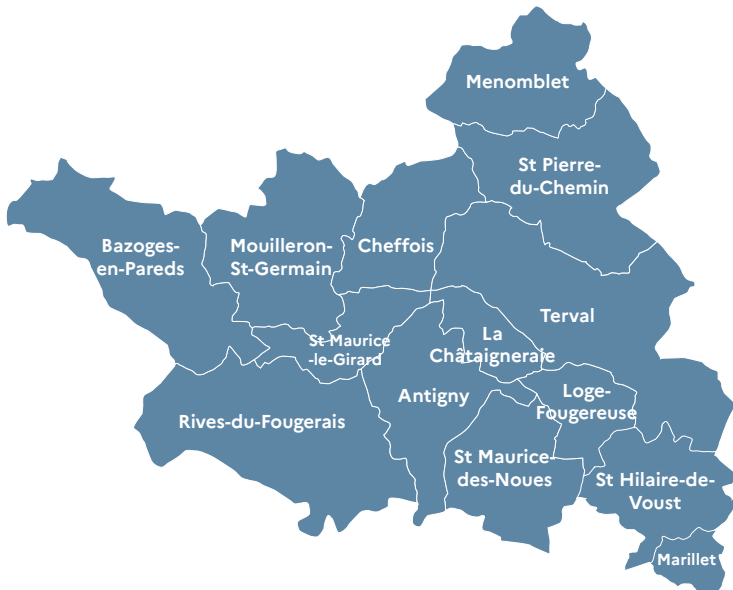 Menomblet
St Pierre-
du-Chemin
Bazoges-
en-Pareds
Mouilleron-
St-Germain
Cheffois
Terval
St Maurice
-le-Girard
La
Châtaigneraie
Antigny
Loge-
Fougereuse
Rives-du-Fougerais
St Maurice-
des-Noues
St Hilaire-de-
Voust
Marillet